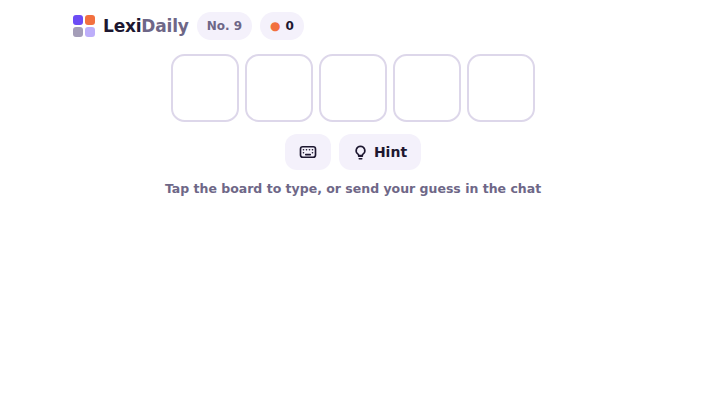 LexiDaily No. 9 0
Hint
Tap the board to type, or send your guess in the chat